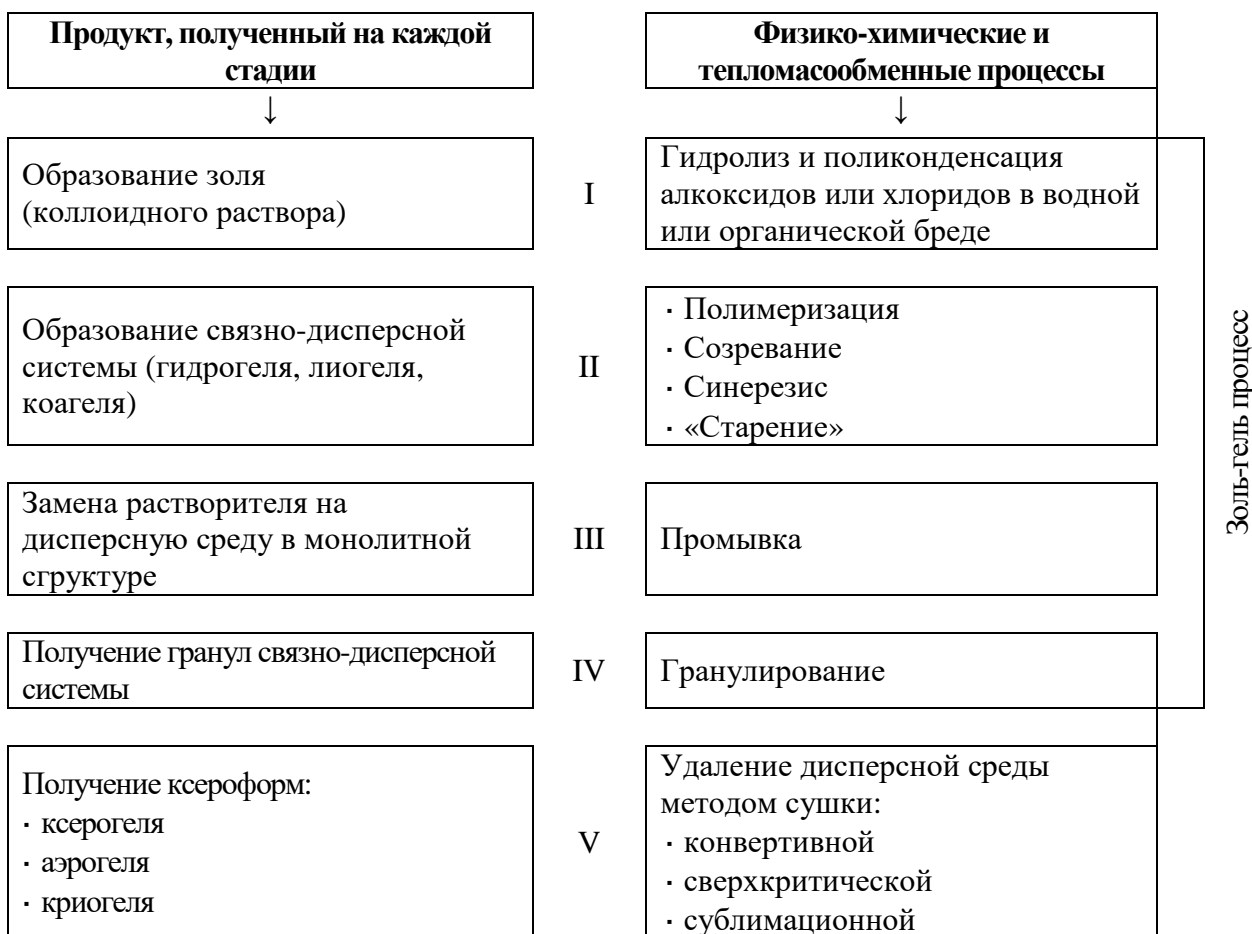 Продукт, полученный на каждой
стадии
Физико-химические и
тепломасообменные процессы
↓
↓
Образование золя
(коллоидного раствора)
I
Гидролиз и поликонденсация
алкоксидов или хлоридов в водной
или органической бреде
Образование связно-дисперсной
системы (гидрогеля, лиогеля,
коагеля)
II
· Полимеризация
· Созревание
· Синерезис
· «Старение»
Замена растворителя на
дисперсную среду в монолитной
сгруктуре
III
Промывка
Получение гранул связно-дисперсной
системы
IV
Гранулирование
Получение ксероформ:
· ксерогеля
· аэрогеля
· криогеля
V
Удаление дисперсной среды
методом сушки:
· конвертивной
· сверхкритической
· сублимационной
Золь-гель процесс